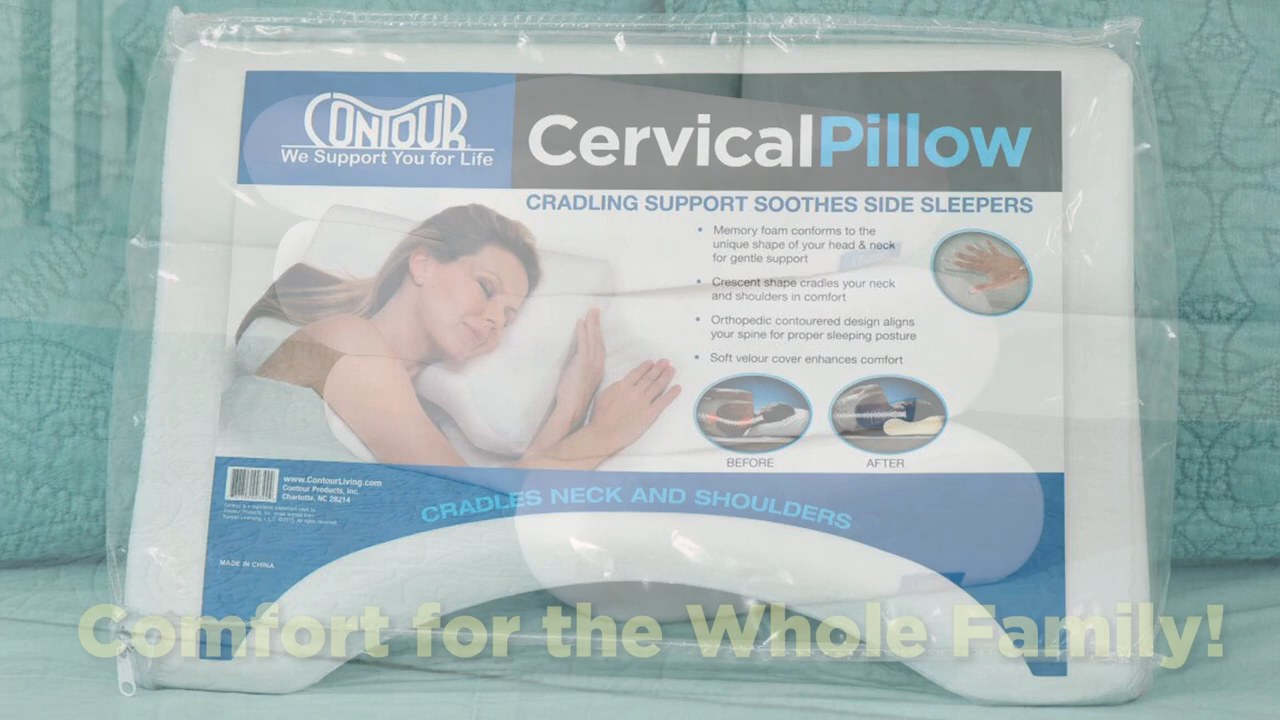 CONTOUR
We Support You for Life
CervicalPillow
CRADLING SUPPORT SOOTHES SIDE SLEEPERS
• Memory foam conforms to the
unique shape of your head & neck
for gentle support
• Crescent shape cradles your neck
and shoulders in comfort
• Orthopedic contourered design aligns
your spine for proper sleeping posture
• Soft velour cover enhances comfort
BEFORE
AFTER
www.ContourLiving.com
Contour Products, Inc.
Charlotte, NC 28214
CRADLES NECK AND SHOULDERS
MADE IN CHINA
Comfort for the Whole Family!